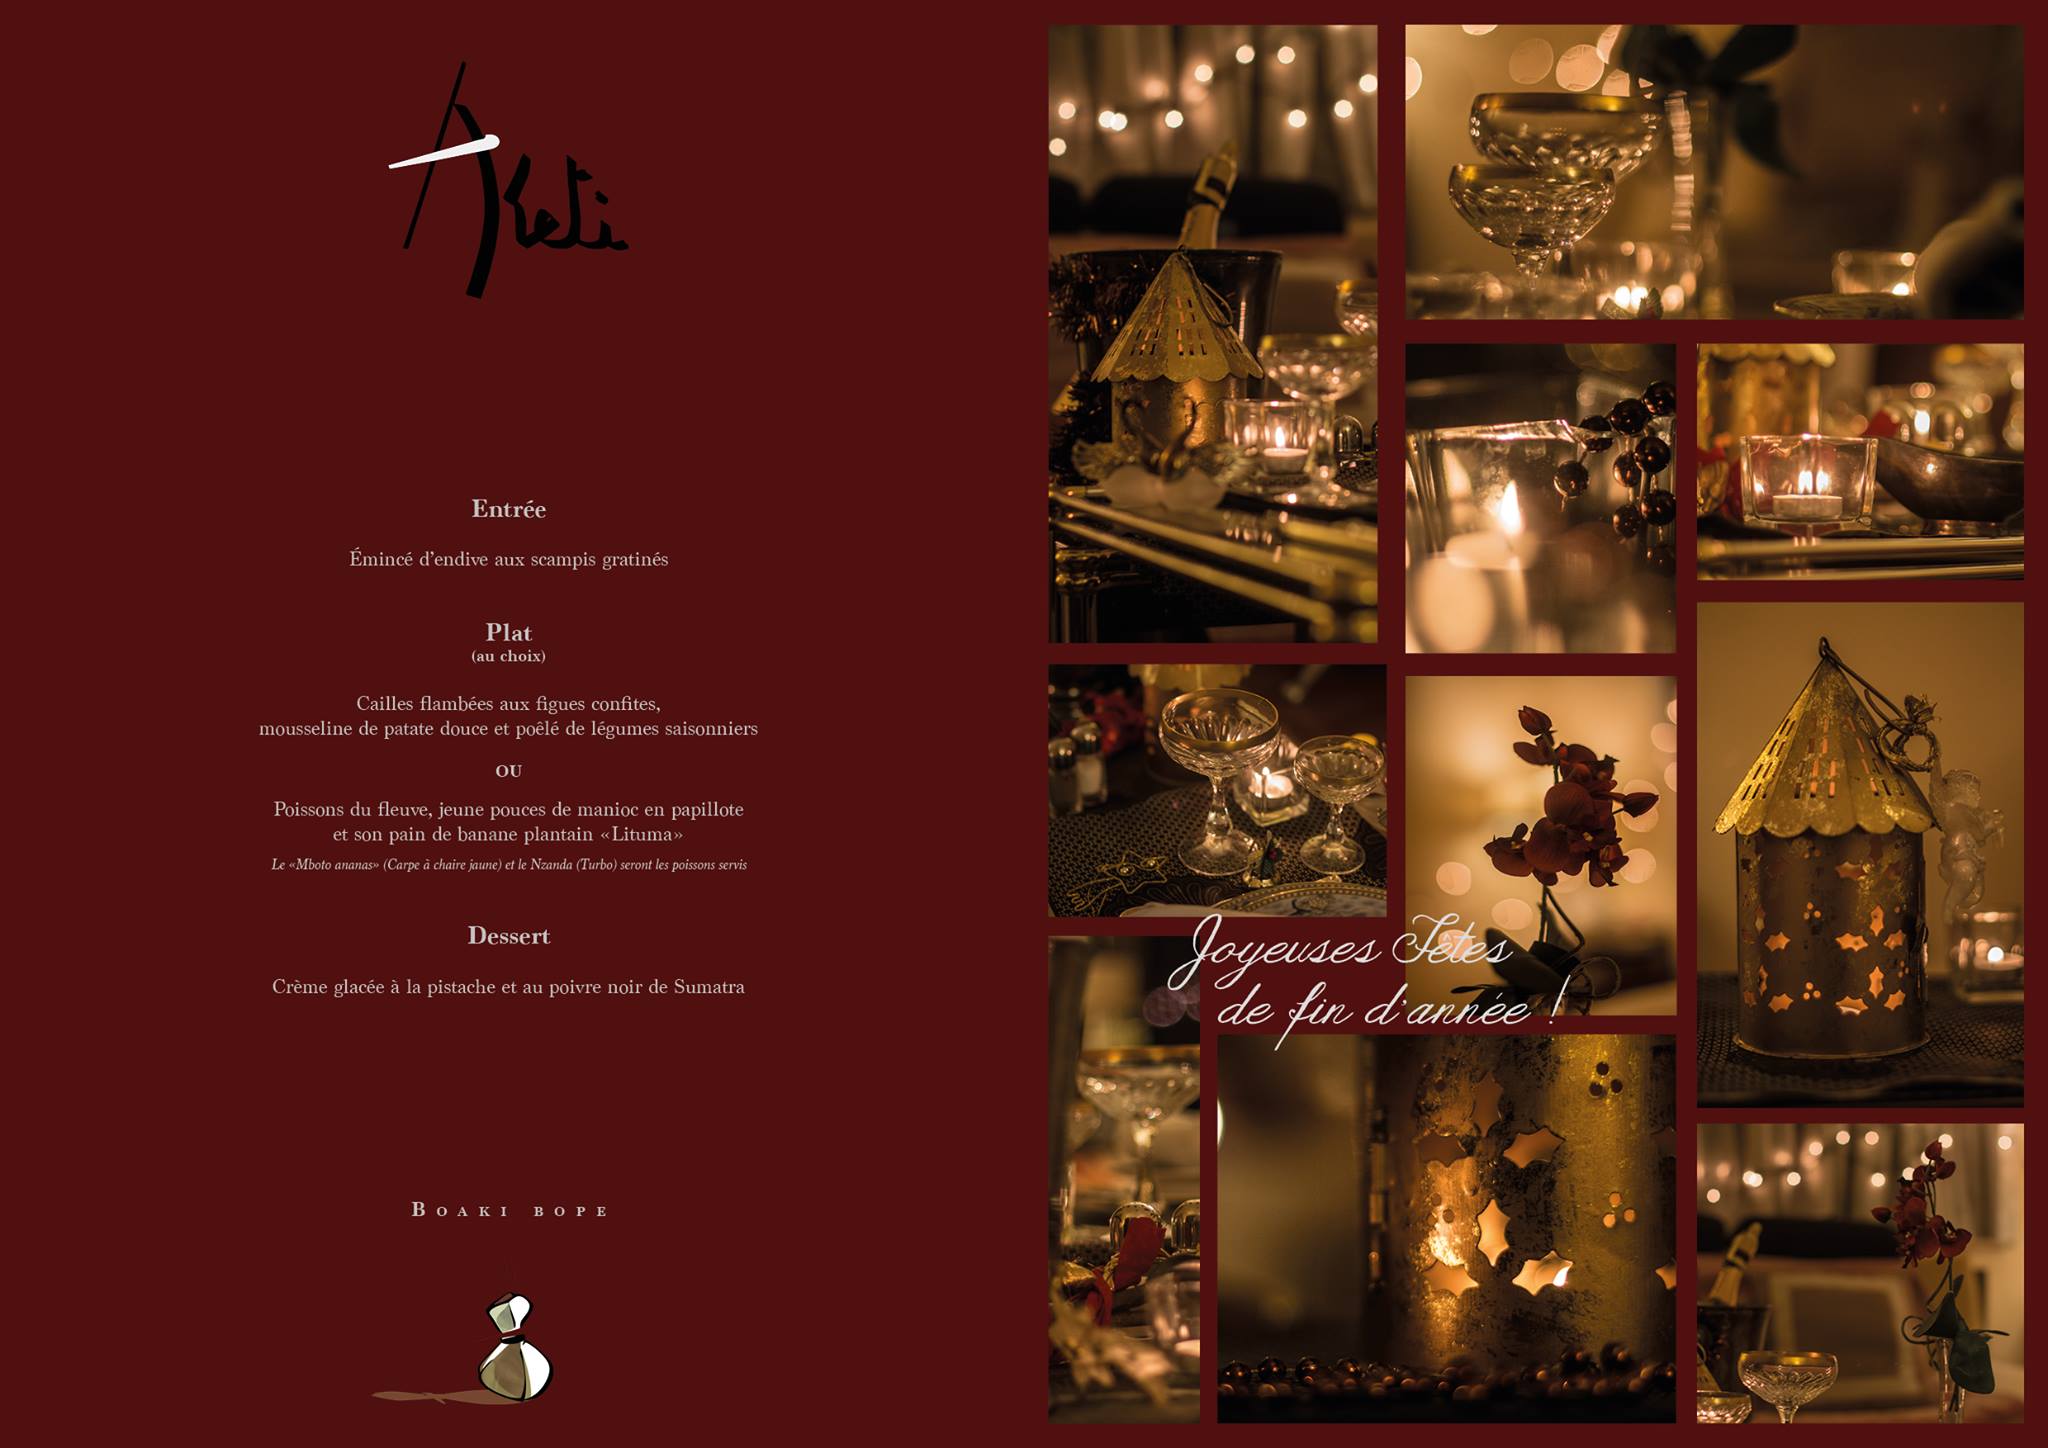 Aketi
Entrée
Émincé d’endive aux scampis gratinés
Plat
(au choix)
Cailles flambées aux figues confites,
mousseline de patate douce et poêlé de légumes saisonniers
OU
Poissons du fleuve, jeune pouces de manioc en papillote
et son pain de banane plantain «Lituma»
Le «Mboto ananas» (Carpe à chaire jaune) et le Nzanda (Turbo) seront les poissons servis
Dessert
Crème glacée à la pistache et au poivre noir de Sumatra
BOAKI BOPE
Joyeuses Fêtes
de fin d'année !